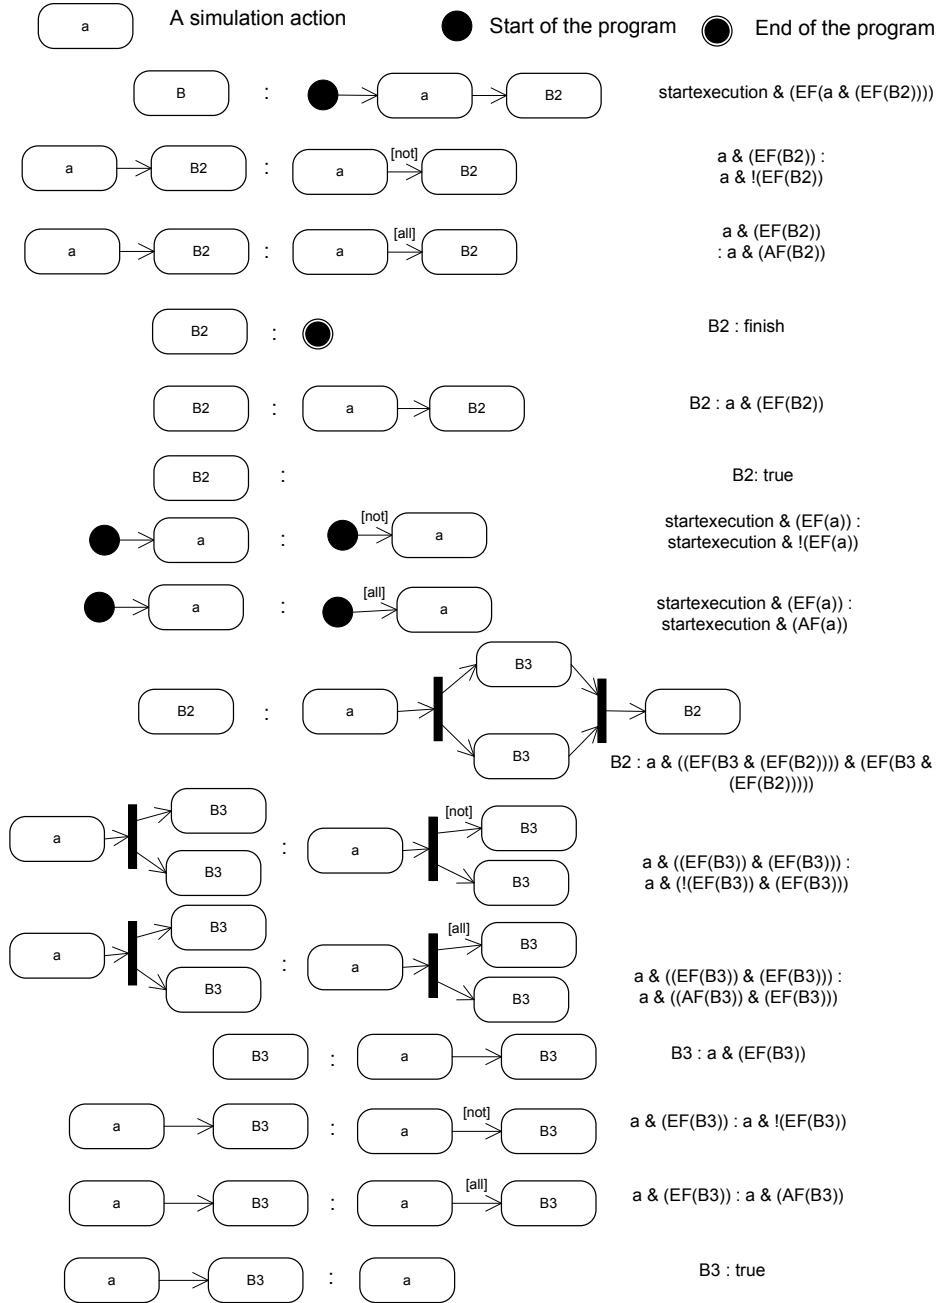 a
A simulation action
Start of the program
End of the program
B : a B2 startexecution & (EF(a & (EF(B2))))
a B2 : a [not] B2 a & (EF(B2)) :
a & !(EF(B2))
a B2 : a [all] B2 a & (EF(B2))
: a & (AF(B2))
B2 : B2 : finish
B2 : a B2 B2 : a & (EF(B2))
B2 : B2: true
a : [not] a startexecution & (EF(a)) :
startexecution & !(EF(a))
a : [all] a startexecution & (EF(a)) :
startexecution & (AF(a))
B3
B2 : a B2
B3
B2 : a & ((EF(B3 & (EF(B2)))) & (EF(B3 &
(EF(B2)))))
B3 [not] B3
a : a
B3 B3
a & ((EF(B3)) & (EF(B3))) :
a & (!(EF(B3)) & (EF(B3)))
B3 [all] B3
a : a
B3 B3
a & ((EF(B3)) & (EF(B3))) :
a & ((AF(B3)) & (EF(B3)))
B3 : a B3 B3 : a & (EF(B3))
a B3 : a [not] B3 a & (EF(B3)) : a & !(EF(B3))
a B3 : a [all] B3 a & (EF(B3)) : a & (AF(B3))
a B3 : a B3 : true